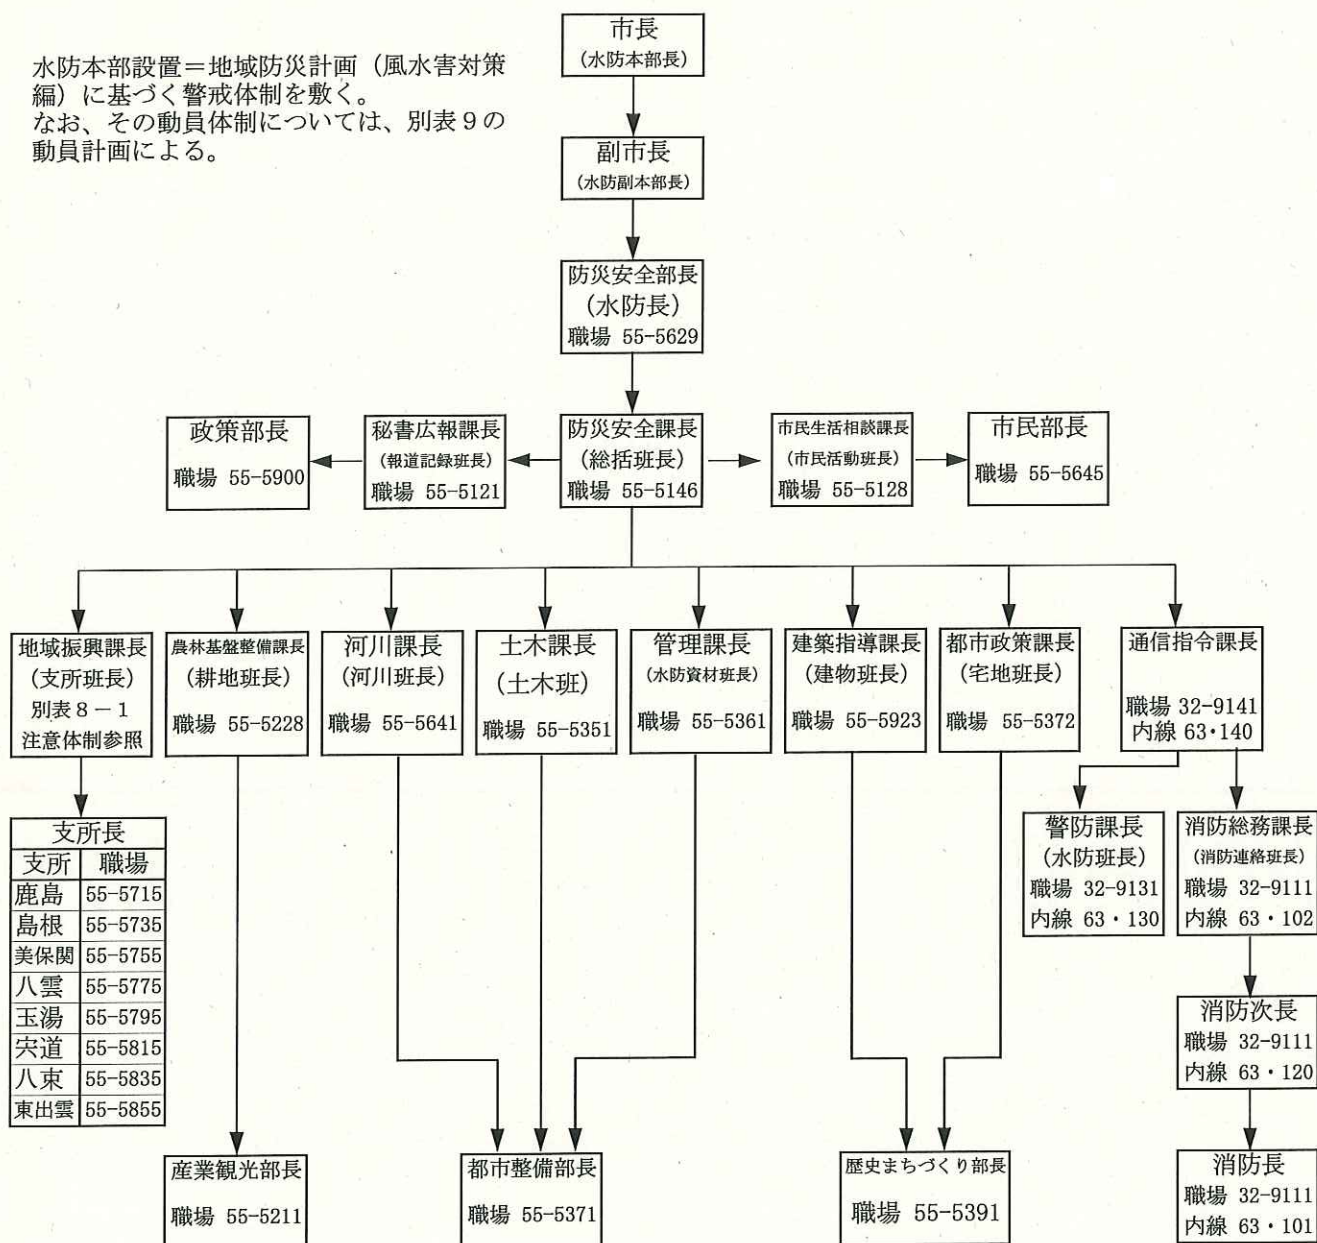 市長
(水防本部長)
水防本部設置＝地域防災計画（風水害対策
編）に基づく警戒体制を敷く。
なお、その動員体制については、別表９の
動員計画による。
副市長
(水防副本部長)
防災安全部長
(水防長)
職場 55-5629
政策部長
職場 55-5900
秘書広報課長
(報道記録班長)
職場 55-5121
防災安全課長
(総括班長)
職場 55-5146
市民生活相談課長
(市民活動班長)
職場 55-5128
市民部長
職場 55-5645
地域振興課長
(支所班長)
別表８－１
注意体制参照
農林基盤整備課長
(耕地班長)
職場 55-5228
河川課長
(河川班長)
職場 55-5641
土木課長
(土木班)
職場 55-5351
管理課長
(水防資材班長)
職場 55-5361
建築指導課長
(建物班長)
職場 55-5923
都市政策課長
(宅地班長)
職場 55-5372
通信指令課長
職場 32-9141
内線 63・140
支所長
支所 職場
鹿島 55-5715
島根 55-5735
美保関 55-5755
八雲 55-5775
玉湯 55-5795
宍道 55-5815
八束 55-5835
東出雲 55-5855
警防課長
(水防班長)
職場 32-9131
内線 63・130
消防総務課長
(消防連絡班長)
職場 32-9111
内線 63・102
消防次長
職場 32-9111
内線 63・120
産業観光部長
職場 55-5211
都市整備部長
職場 55-5371
歴史まちづくり部長
職場 55-5391
消防長
職場 32-9111
内線 63・101